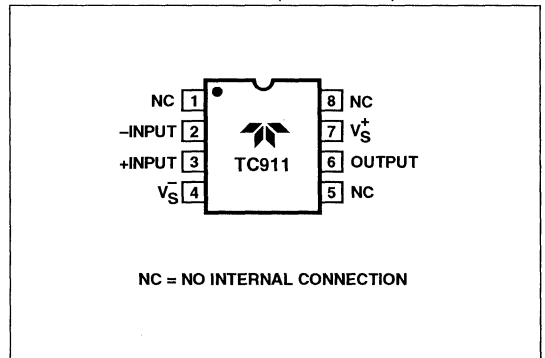 NC 1 8 NC
–INPUT 2 7 V_S^+
+INPUT 3 TC911 6 OUTPUT
V_S^- 4 5 NC
NC = NO INTERNAL CONNECTION